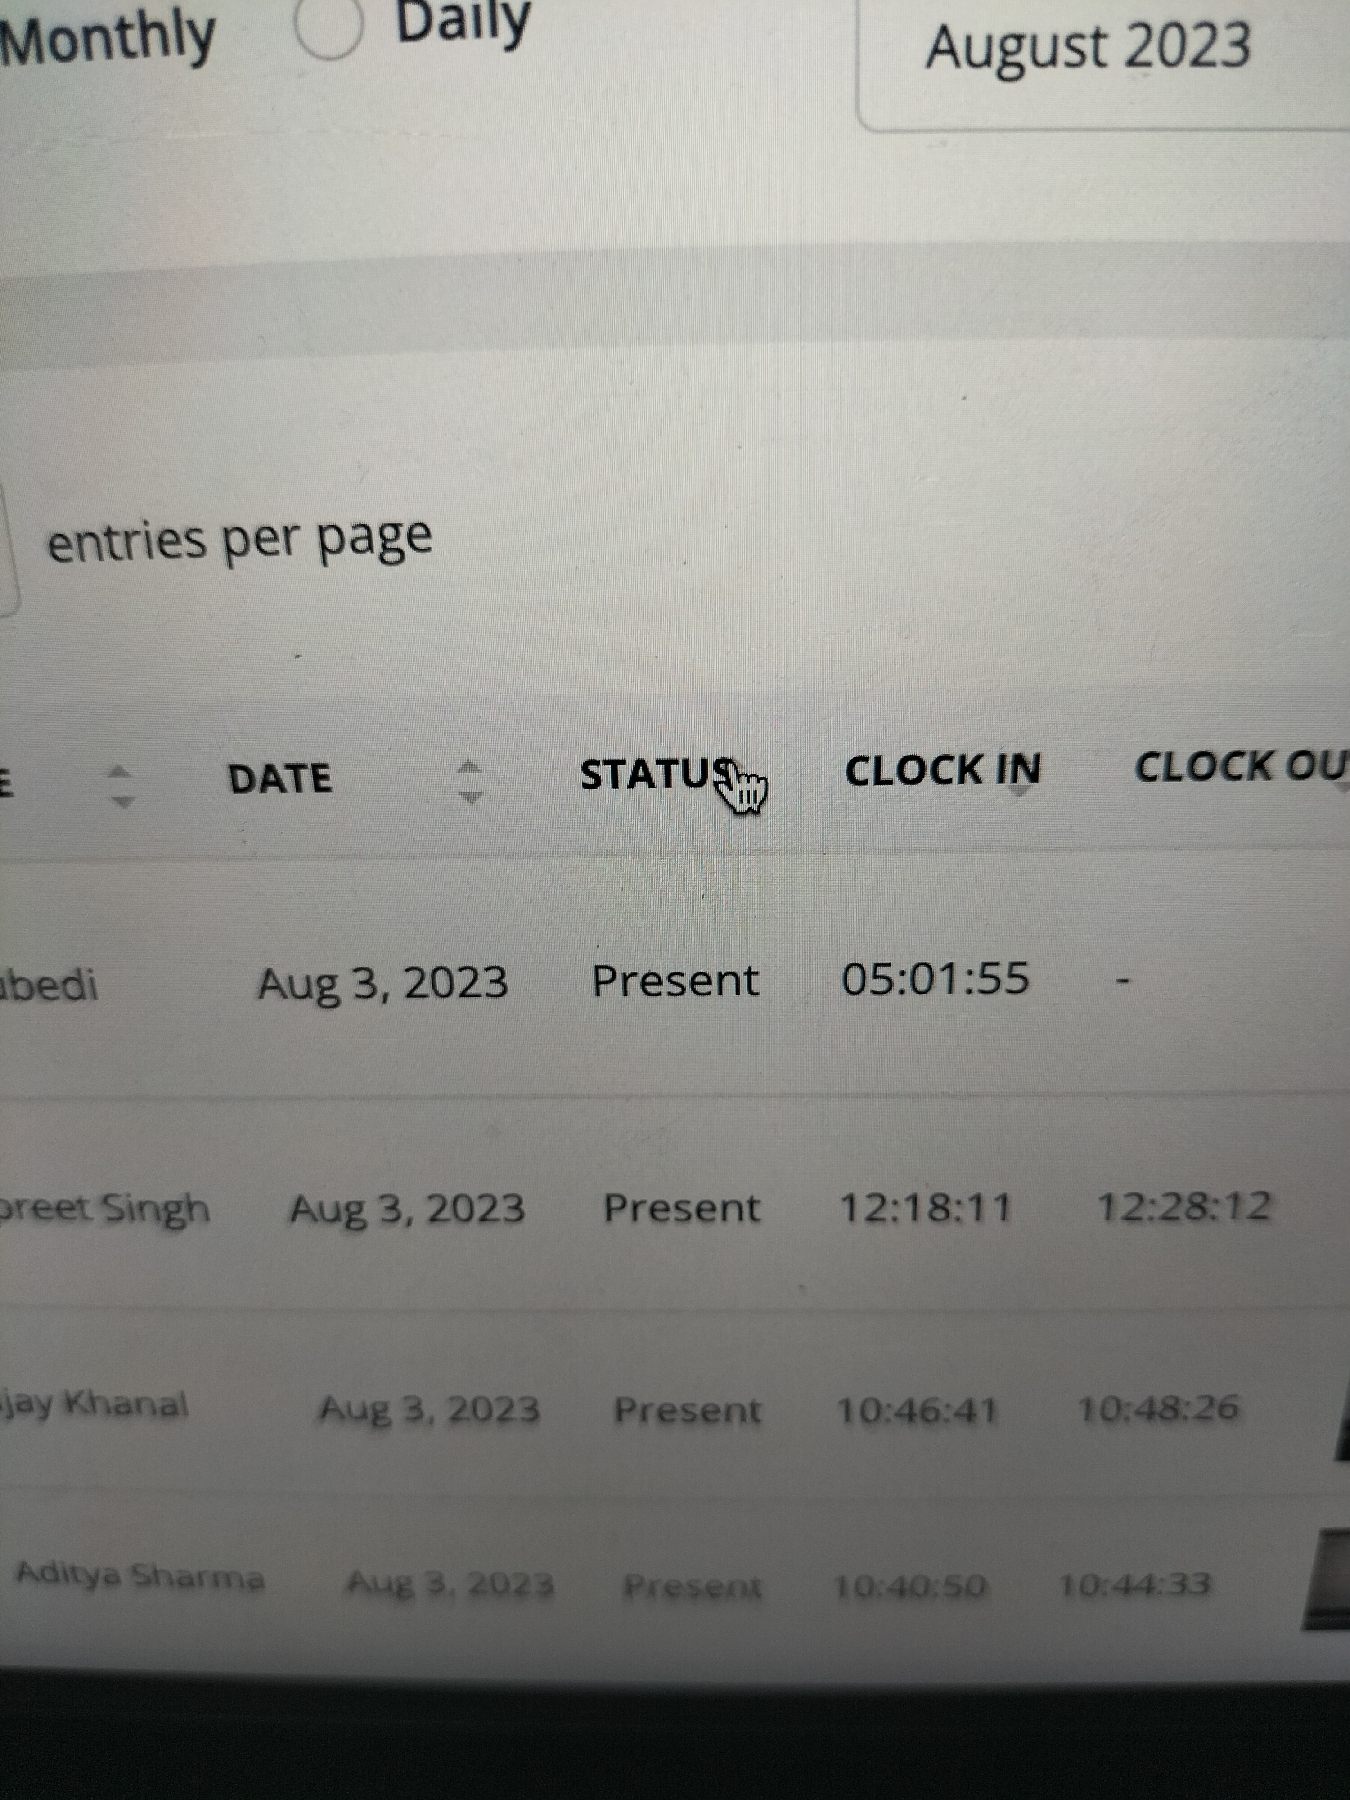 Monthly Daily August 2023
entries per page
E DATE STATUS CLOCK IN CLOCK OU
bedi Aug 3, 2023 Present 05:01:55 -
preet Singh Aug 3, 2023 Present 12:18:11 12:28:12
jay Khanal Aug 3, 2023 Present 10:46:41 10:48:26
Aditya Sharma Aug 3, 2023 Present 10:40:50 10:44:33